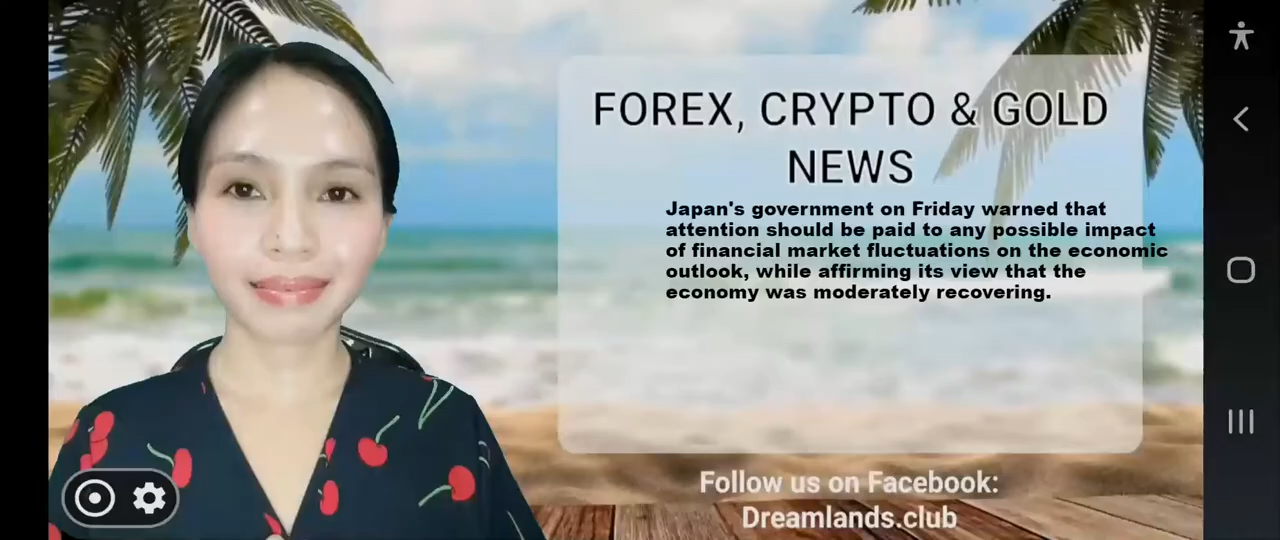 FOREX, CRYPTO & GOLD
NEWS
Japan's government on Friday warned that
attention should be paid to any possible impact
of financial market fluctuations on the economic
outlook, while affirming its view that the
economy was moderately recovering.
Follow us on Facebook:
Dreamlands.club